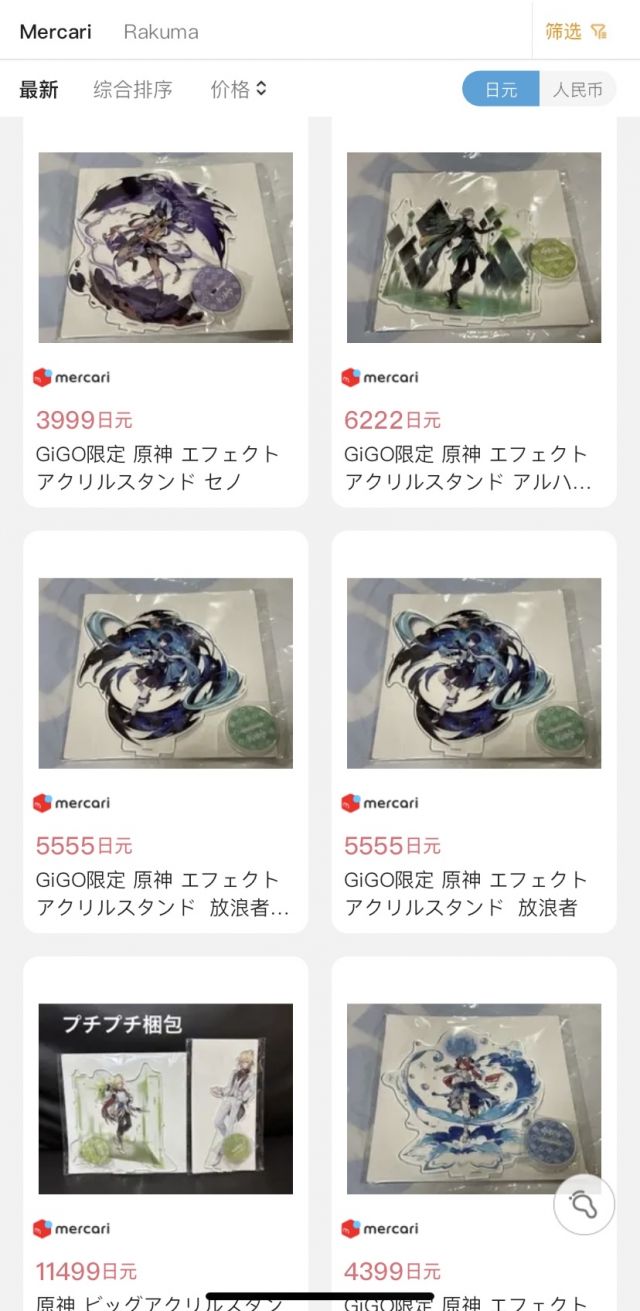 Mercari Rakuma 筛选
最新 综合排序 价格 日元 人民币
mercari
3999日元
GiGO限定 原神 エフェクト
アクリルスタンド セノ
mercari
6222日元
GiGO限定 原神 エフェクト
アクリルスタンド アルハ...
mercari
5555日元
GiGO限定 原神 エフェクト
アクリルスタンド 放浪者...
mercari
5555日元
GiGO限定 原神 エフェクト
アクリルスタンド 放浪者
プチプチ梱包
mercari
11499日元
原神 ビッグアクリルスタン
mercari
4399日元
GiGO限定 原神 エフェクト